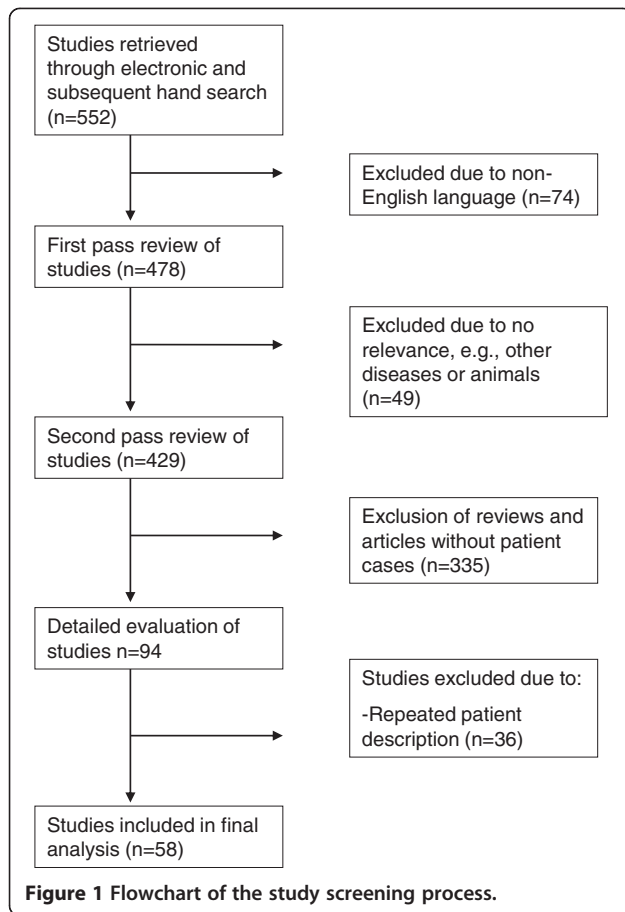 Studies retrieved
through electronic and
subsequent hand search
(n=552)
Excluded due to non-
English language (n=74)
First pass review of
studies (n=478)
Excluded due to no
relevance, e.g., other
diseases or animals
(n=49)
Second pass review of
studies (n=429)
Exclusion of reviews and
articles without patient
cases (n=335)
Detailed evaluation of
studies n=94
Studies excluded due to:
-Repeated patient
description (n=36)
Studies included in final
analysis (n=58)
Figure 1 Flowchart of the study screening process.